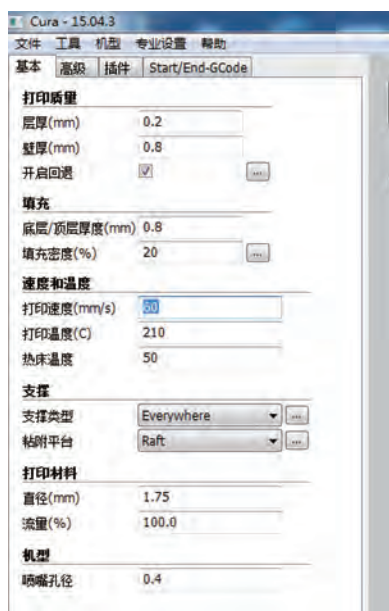 Cura - 15.04.3
文件 工具 机型 专业设置 帮助
基本 高级 插件 Start/End-GCode
打印质量
层厚(mm) 0.2
壁厚(mm) 0.8
开启回退 ...
填充
底层/顶层厚度(mm) 0.8
填充密度(%) 20 ...
速度和温度
打印速度(mm/s) 60
打印温度(C) 210
热床温度 50
支撑
支撑类型 Everywhere ...
粘附平台 Raft ...
打印材料
直径(mm) 1.75
流量(%) 100.0
机型
喷嘴孔径 0.4